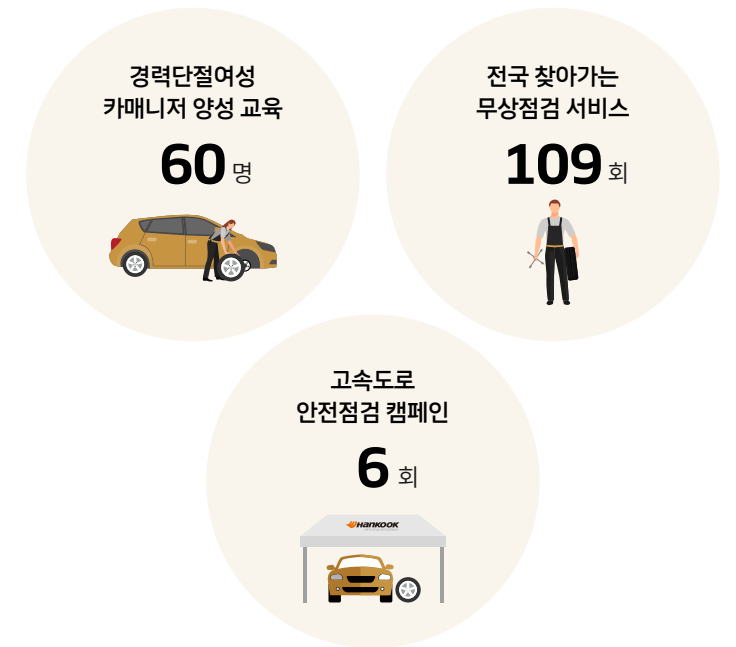 경력단절여성
카매니저 양성 교육
60 명
전국 찾아가는
무상점검 서비스
109 회
고속도로
안전점검 캠페인
6 회
HANKOOK